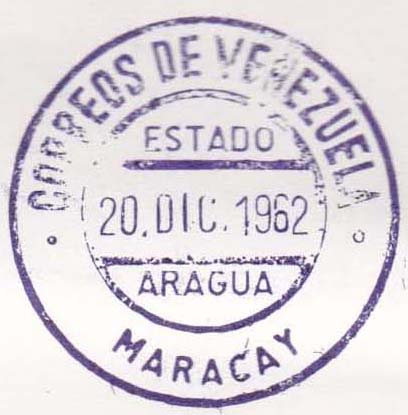 CORREOS DE VENEZUELA
ESTADO
20.DIC.1962
ARAGUA
MARACAY